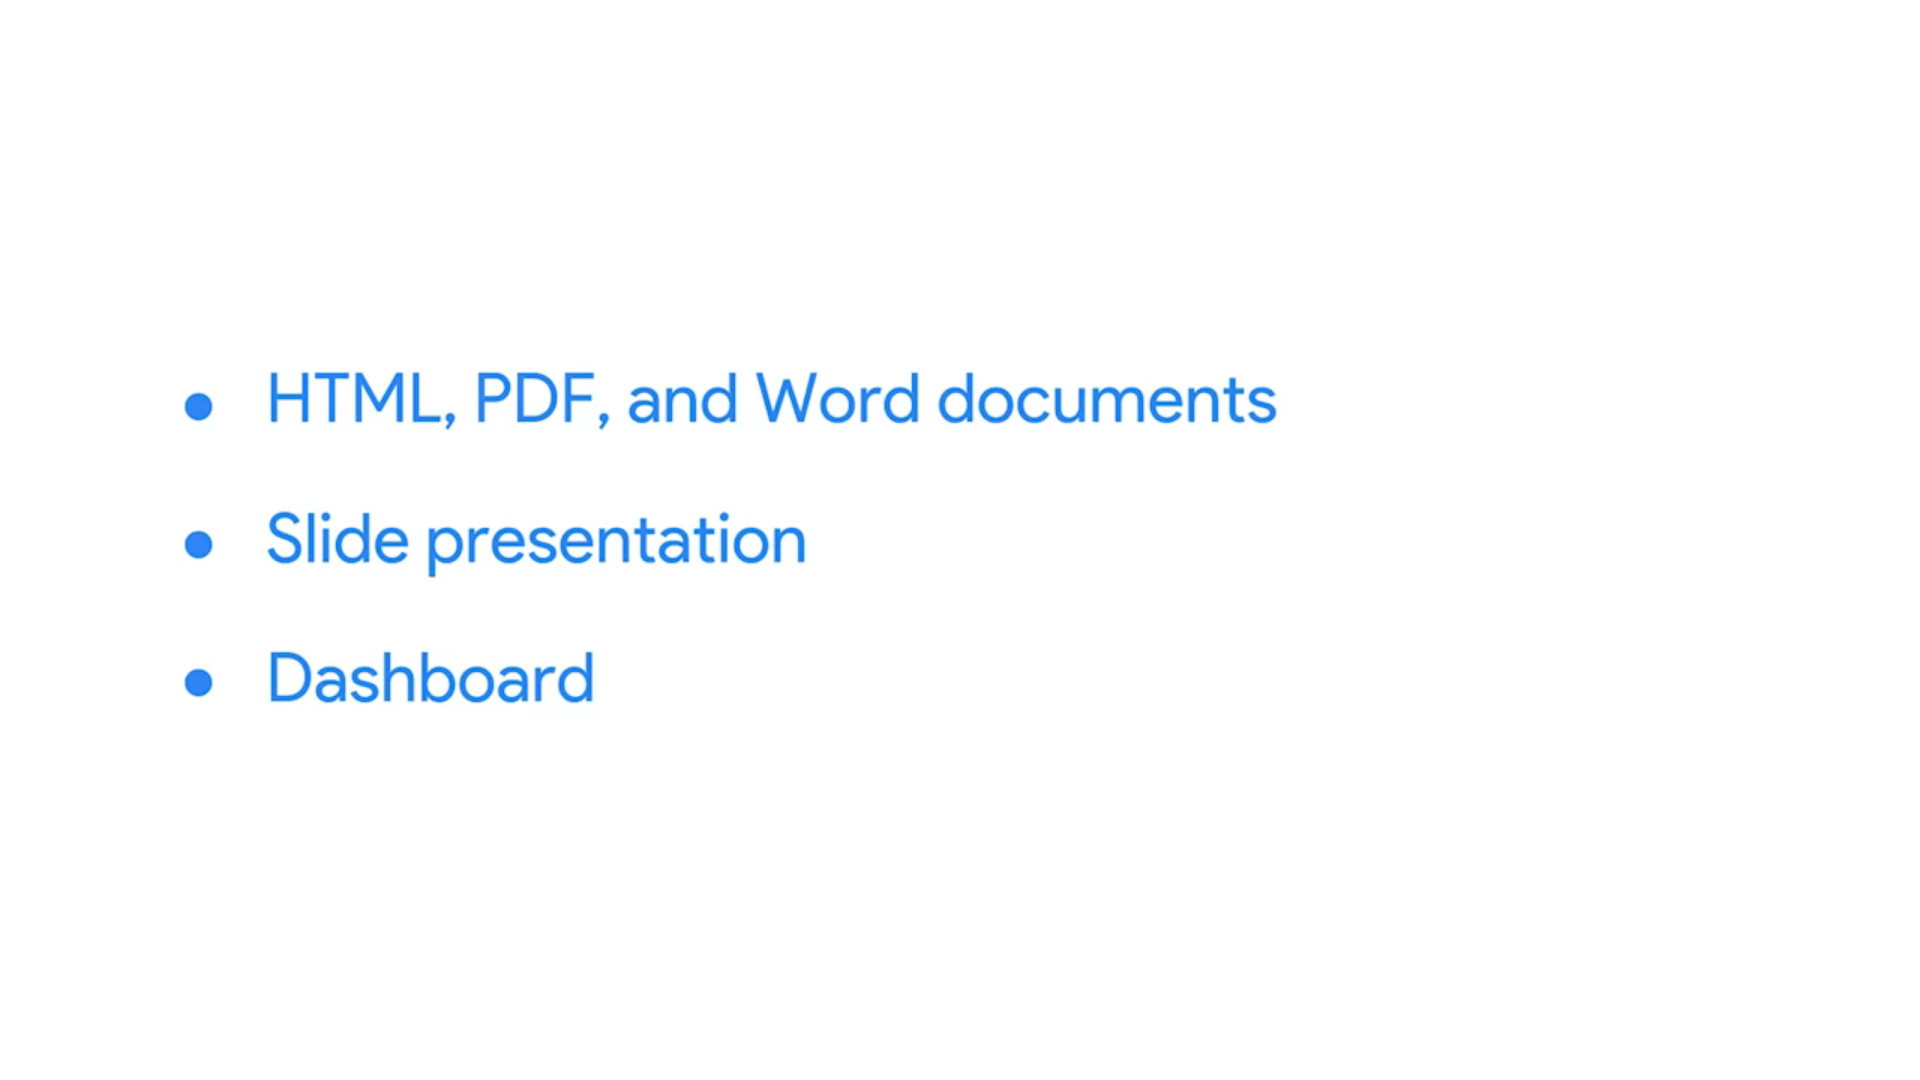 ● HTML, PDF, and Word documents
● Slide presentation
● Dashboard